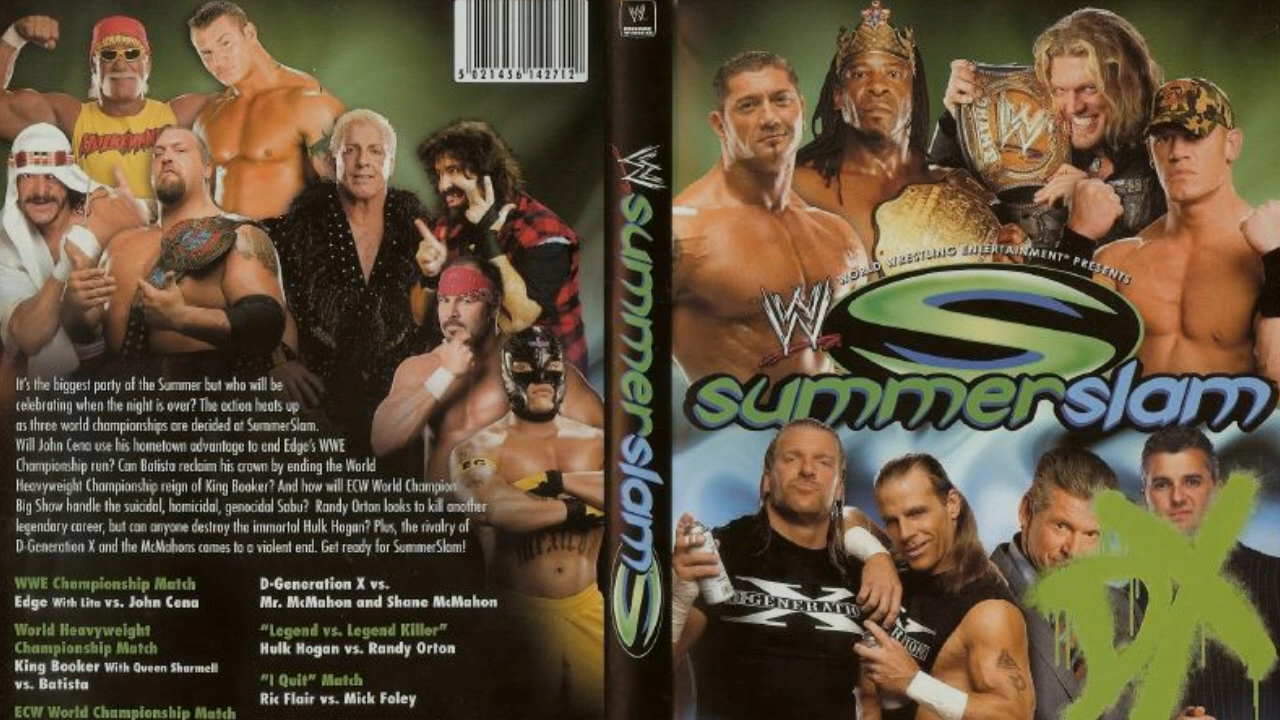 5 021456 142712
It's the biggest party of the Summer but who will be
celebrating when the night is over? The action heats up
as three world championships are decided at SummerSlam.
Will John Cena use his hometown advantage to end Edge's WWE
Championship run? Can Batista reclaim his crown by ending the World
Heavyweight Championship reign of King Booker? And how will ECW World Champion
Big Show handle the suicidal, homicidal, genocidal Sabu? Randy Orton looks to kill another
legendary career, but can anyone destroy the immortal Hulk Hogan? Plus, the rivalry of
D-Generation X and the McMahons comes to a violent end. Get ready for SummerSlam!
WWE Championship Match
Edge With Lita vs. John Cena
World Heavyweight
Championship Match
King Booker With Queen Sharmell
vs. Batista
ECW World Championship Match
D-Generation X vs.
Mr. McMahon and Shane McMahon
"Legend vs. Legend Killer"
Hulk Hogan vs. Randy Orton
"I Quit" Match
Ric Flair vs. Mick Foley
W
summerslam
S
WORLD WRESTLING ENTERTAINMENT® PRESENTS
W
S
summerslam
X
D-GENERATION
DX